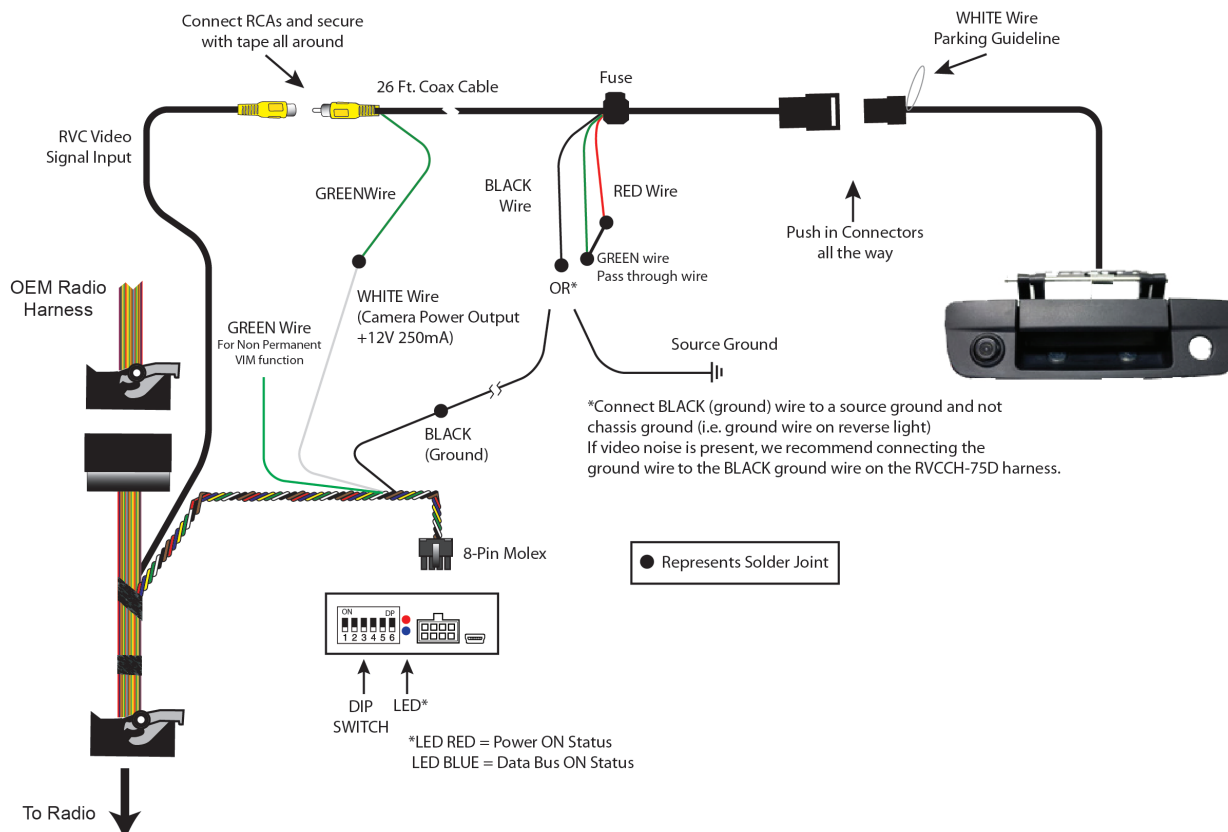 Connect RCAs and secure
with tape all around
WHITE Wire
Parking Guideline
26 Ft. Coax Cable
Fuse
RVC Video
Signal Input
GREENWire
BLACK
Wire
RED Wire
Push in Connectors
all the way
GREEN wire
Pass through wire
OR*
OEM Radio
Harness
WHITE Wire
(Camera Power Output
+12V 250mA)
GREEN Wire
For Non Permanent
VIM function
Source Ground
*Connect BLACK (ground) wire to a source ground and not
chassis ground (i.e. ground wire on reverse light)
If video noise is present, we recommend connecting the
ground wire to the BLACK ground wire on the RVCCH-75D harness.
BLACK
(Ground)
8-Pin Molex
Represents Solder Joint
ON DP
1 2 3 4 5 6
DIP
SWITCH
LED*
*LED RED = Power ON Status
LED BLUE = Data Bus ON Status
To Radio